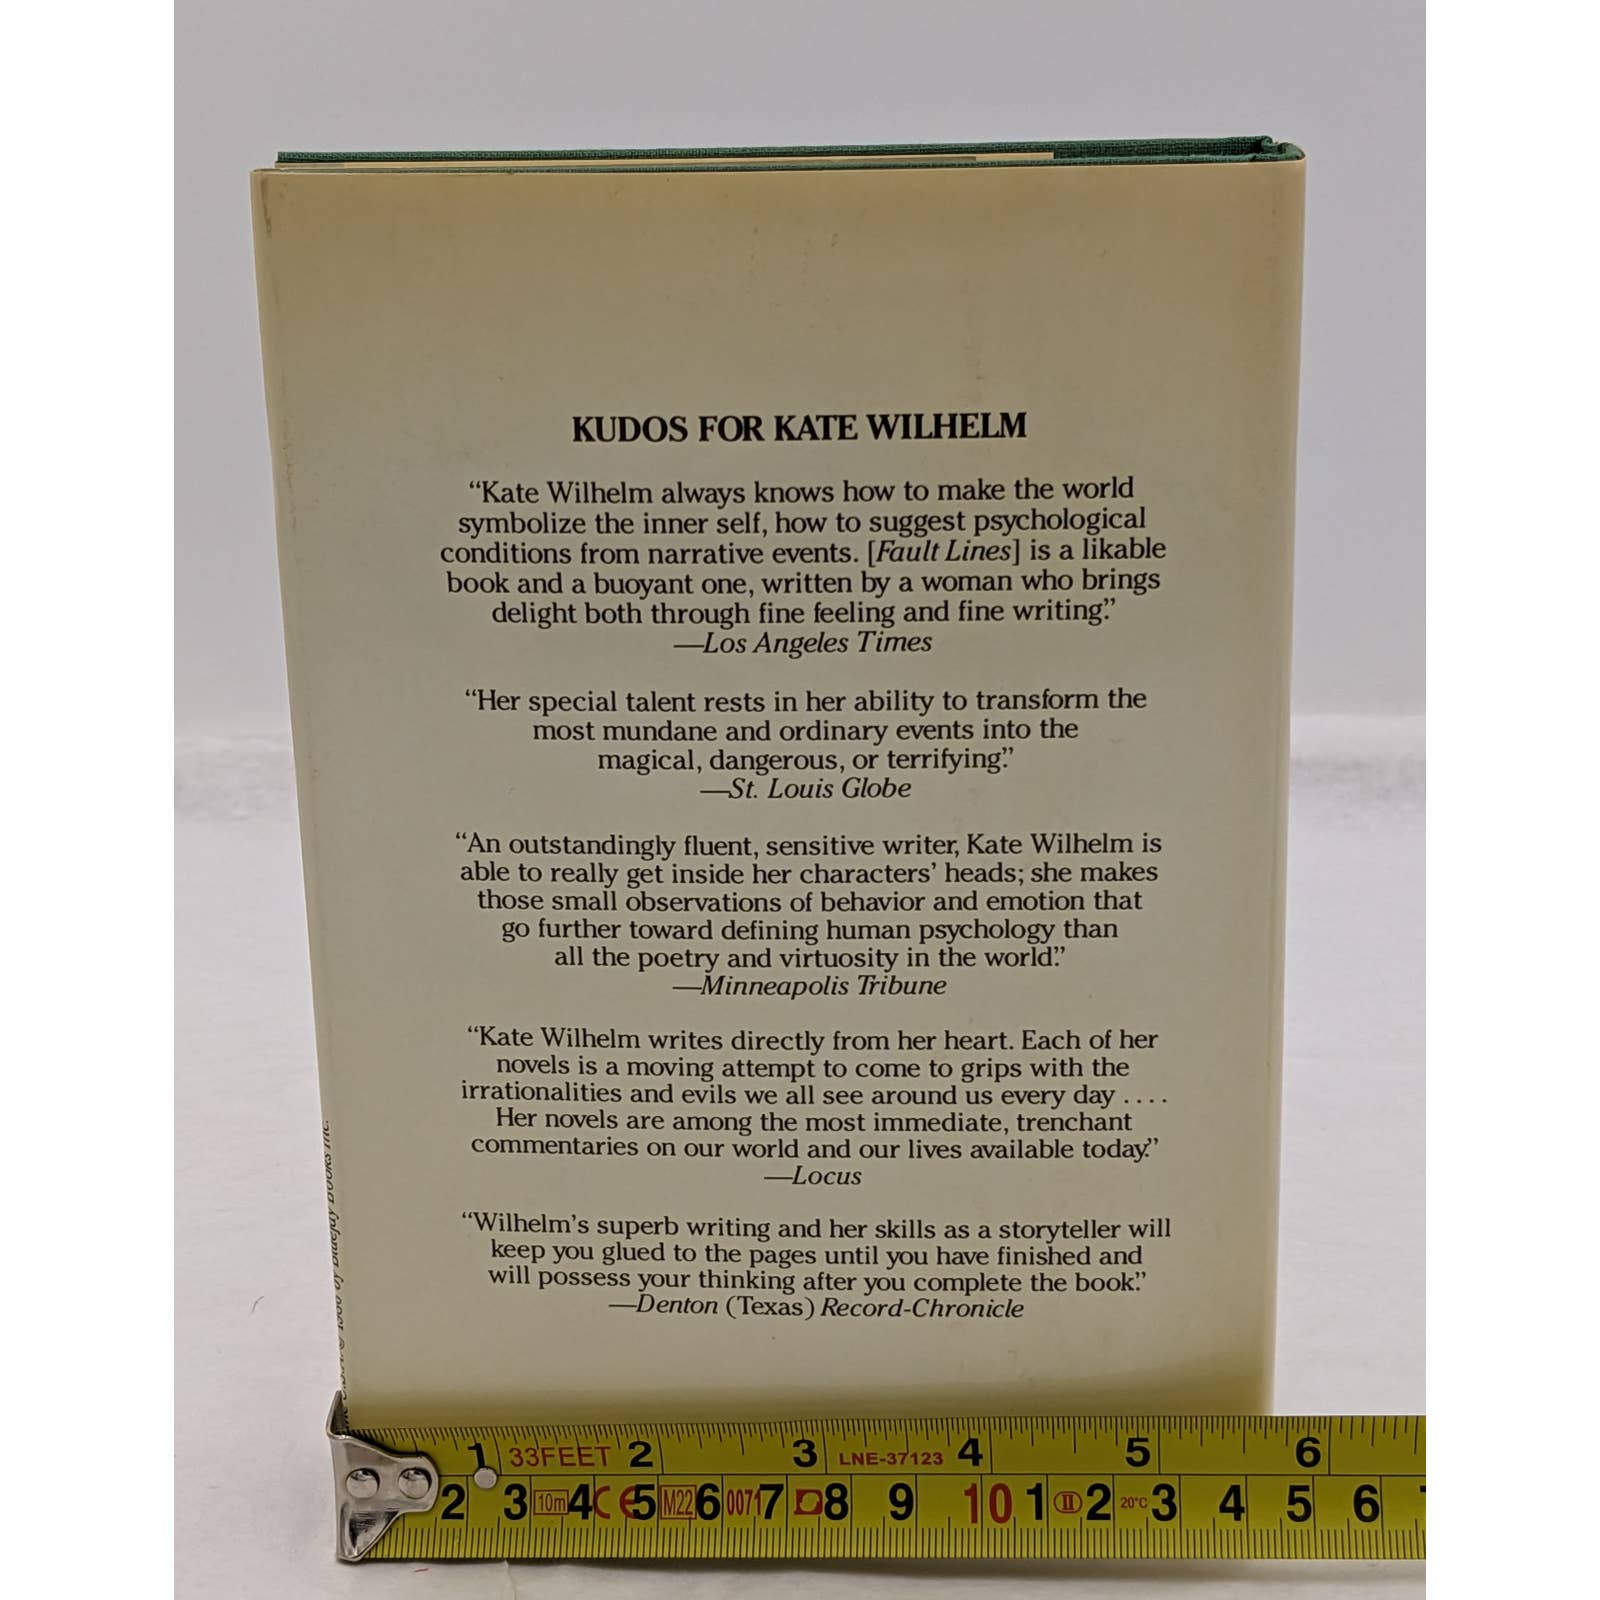 KUDOS FOR KATE WILHELM
“Kate Wilhelm always knows how to make the world
symbolize the inner self, how to suggest psychological
conditions from narrative events. [Fault Lines] is a likable
book and a buoyant one, written by a woman who brings
delight both through fine feeling and fine writing.”
—Los Angeles Times
“Her special talent rests in her ability to transform the
most mundane and ordinary events into the
magical, dangerous, or terrifying.”
—St. Louis Globe
“An outstandingly fluent, sensitive writer, Kate Wilhelm is
able to really get inside her characters’ heads; she makes
those small observations of behavior and emotion that
go further toward defining human psychology than
all the poetry and virtuosity in the world.”
—Minneapolis Tribune
“Kate Wilhelm writes directly from her heart. Each of her
novels is a moving attempt to come to grips with the
irrationalities and evils we all see around us every day . . . .
Her novels are among the most immediate, trenchant
commentaries on our world and our lives available today.”
—Locus
“Wilhelm’s superb writing and her skills as a storyteller will
keep you glued to the pages until you have finished and
will possess your thinking after you complete the book.”
—Denton (Texas) Record-Chronicle
by Bluejay Books Inc.
1 33FEET 2 3 LNE-37123 4 5 6
2 3 10m 4 CE 5 M22 6 0071 7 8 9 10 1 II 2 20°C 3 4 5 6